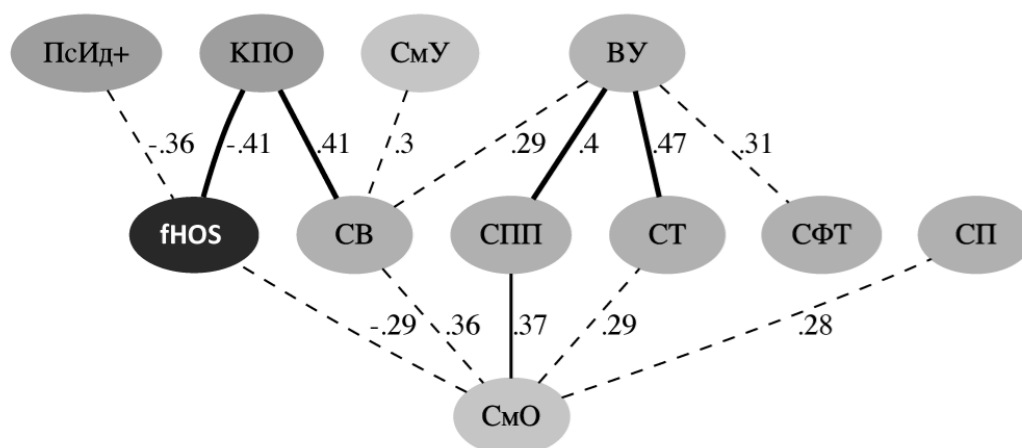 ПсИд+ КПО СмУ ВУ
-.36 -.41 .41 .3 .29 .4 .47 .31
fHOS СВ СПП СТ СФТ СП
-.29 .36 .37 .29 .28
СмО